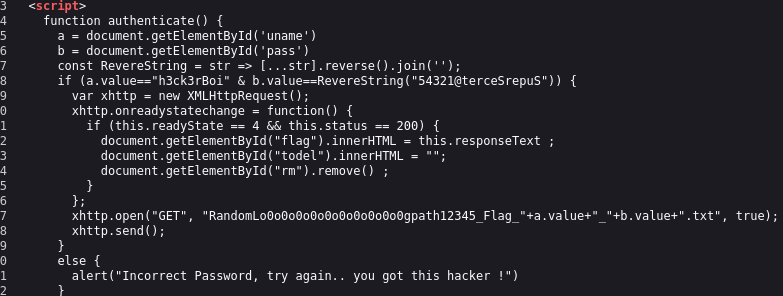 3 <script>
4 function authenticate() {
5 a = document.getElementById('uname')
6 b = document.getElementById('pass')
7 const RevereString = str => [...str].reverse().join('');
8 if (a.value=="h3ck3rBoi" & b.value==RevereString("54321@terceSrepuS")) {
9 var xhttp = new XMLHttpRequest();
0 xhttp.onreadystatechange = function() {
1 if (this.readyState == 4 && this.status == 200) {
2 document.getElementById("flag").innerHTML = this.responseText ;
3 document.getElementById("todel").innerHTML = "";
4 document.getElementById("rm").remove() ;
5 }
6 };
7 xhttp.open("GET", "RandomLo0o0o0o0o0o0o0o0o0o0gpath12345_Flag_"+a.value+"_"+b.value+".txt", true);
8 xhttp.send();
9 }
0 else {
1 alert("Incorrect Password, try again.. you got this hacker !")
2 }